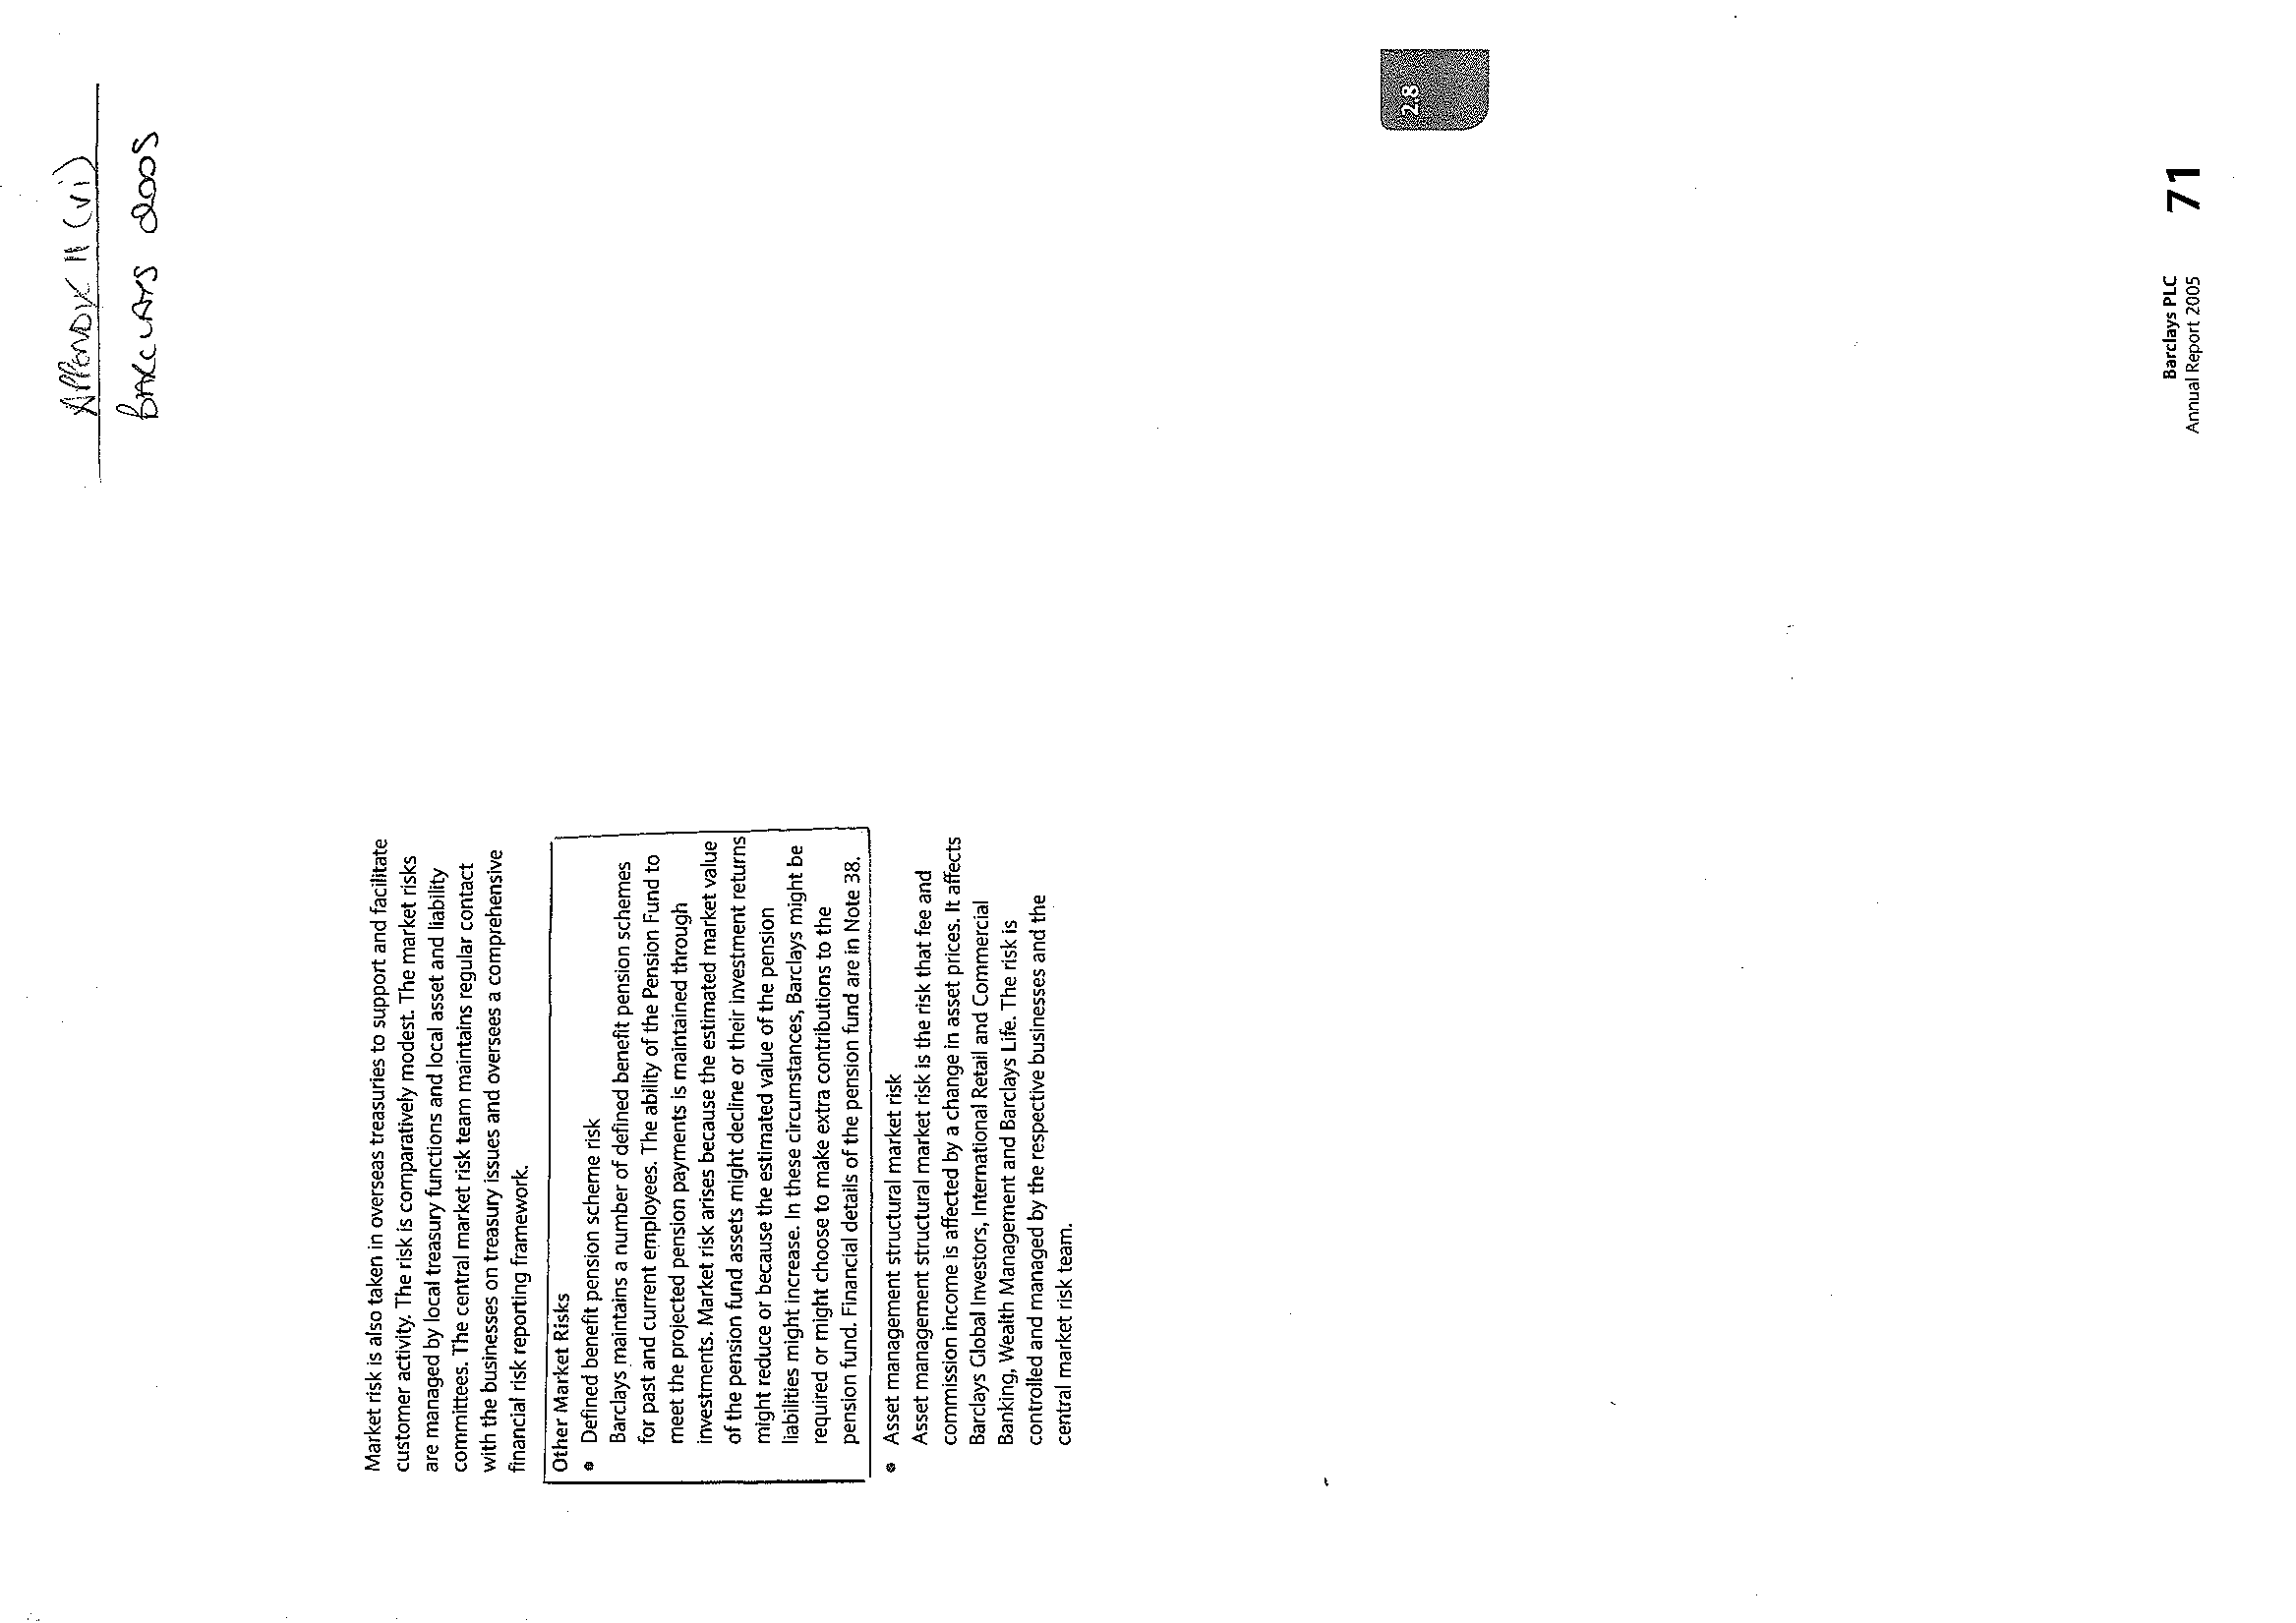 APPENDIX 11 (vi)
BARCLAYS 2005
Market risk is also taken in overseas treasuries to support and facilitate
customer activity. The risk is comparatively modest. The market risks
are managed by local treasury functions and local asset and liability
committees. The central market risk team maintains regular contact
with the businesses on treasury issues and oversees a comprehensive
financial risk reporting framework.
Other Market Risks
• Defined benefit pension scheme risk
Barclays maintains a number of defined benefit pension schemes
for past and current employees. The ability of the Pension Fund to
meet the projected pension payments is maintained through
investments. Market risk arises because the estimated market value
of the pension fund assets might decline or their investment returns
might reduce or because the estimated value of the pension
liabilities might increase. In these circumstances, Barclays might be
required or might choose to make extra contributions to the
pension fund. Financial details of the pension fund are in Note 38.
• Asset management structural market risk
Asset management structural market risk is the risk that fee and
commission income is affected by a change in asset prices. It affects
Barclays Global Investors, International Retail and Commercial
Banking, Wealth Management and Barclays Life. The risk is
controlled and managed by the respective businesses and the
central market risk team.
2.8
Barclays PLC
Annual Report 2005
71